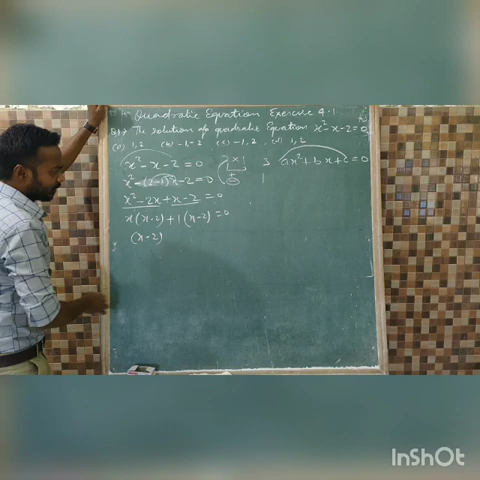 Quadratic Equation Exercise 4.1
The solution of quadratic Equation x² - x - 2 = 0
(a) 1, 2 (b) -1 - 2 (c) -1, 2 (d) 1, 2
x² - x - 2 = 0
x² - (2-1)x - 2 = 0
x² - 2x + x - 2 = 0
x(x-2) + 1(x-2) = 0
(x-2)
2×1
ax² + bx + c = 0
InShOt